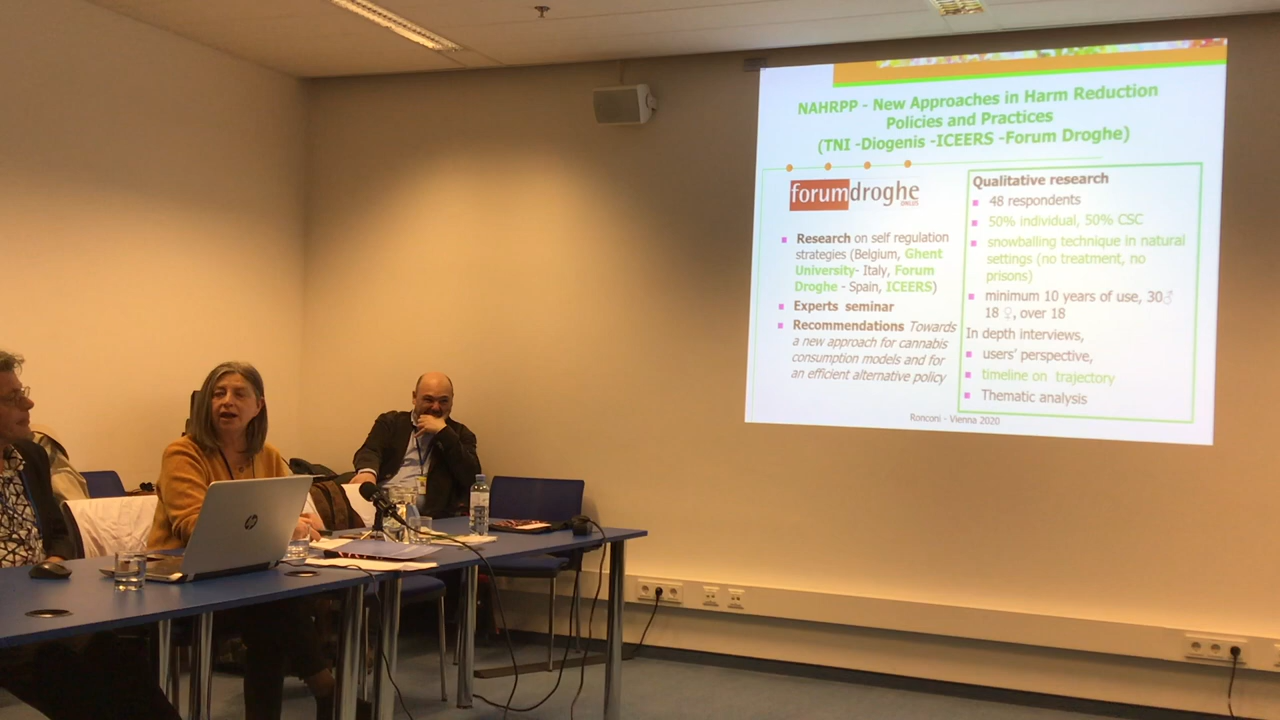 NAHRPP - New Approaches in Harm Reduction
Policies and Practices
(TNI -Diogenis -ICEERS -Forum Droghe)
forumdroghe
ONLUS
■ Research on self regulation
strategies (Belgium, Ghent
University- Italy, Forum
Droghe - Spain, ICEERS)
■ Experts seminar
■ Recommendations Towards
a new approach for cannabis
consumption models and for
an efficient alternative policy
Qualitative research
■ 48 respondents
■ 50% individual, 50% CSC
■ snowballing technique in natural
settings (no treatment, no
prisons)
■ minimum 10 years of use, 30♂
18 ♀, over 18
In depth interviews,
■ users' perspective,
■ timeline on trajectory
■ Thematic analysis
Ronconi - Vienna 2020
hp